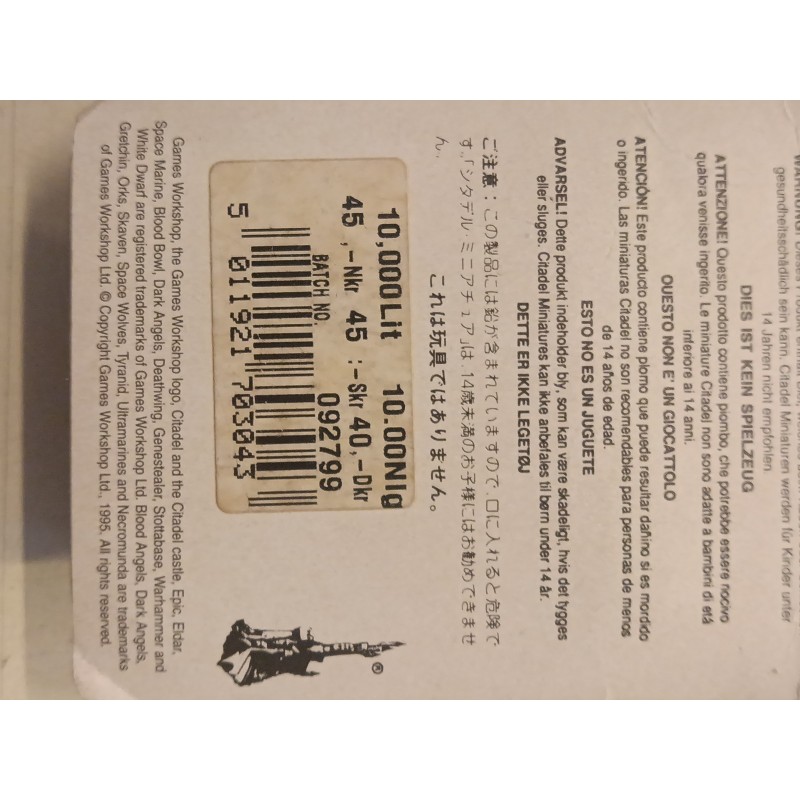 WARNUNG! Dieses
gesundheitsschädlich sein kann. Citadel Miniaturen werden für Kinder unter
14 Jahren nicht empfohlen.
DIES IST KEIN SPIELZEUG
ATTENZIONE! Questo prodotto contiene piombo, che potrebbe essere nocivo
qualora venisse ingerito. Le miniature Citadel non sono adatte a bambini di età
inferiore ai 14 anni.
QUESTO NON E' UN GIOCATTOLO
ATENCIÓN! Este producto contiene plomo que puede resultar dañino si es mordido
o ingerido. Las miniaturas Citadel no son recomendables para personas de menos
de 14 años de edad.
ESTO NO ES UN JUGUETE
ADVARSEL! Dette produkt indeholder bly, som kan være skadeligt, hvis det tygges
eller sluges. Citadel Miniatures kan ikke anbefales til børn under 14 år.
DETTE ER IKKE LEGETØJ
ご注意:この製品には鉛が含まれていますので、口に入れると危険で
す。「シタデル・ミニアチュア」は、14歳未満のお子様にはお勧めできませ
ん。
これは玩具ではありません。
10,000Lit 10.00Nlg
45,-Nkr 45:-Skr 40,-Dkr
BATCH NO. 092799
5 011921 703043
®
Games Workshop, the Games Workshop logo, Citadel and the Citadel castle, Epic, Eldar,
Space Marine, Blood Bowl, Dark Angels, Deathwing, Genestealer, Slottabase, Warhammer and
White Dwarf are registered trademarks of Games Workshop Ltd. Blood Angels, Dark Angels,
Gretchin, Orks, Skaven, Space Wolves, Tyranid, Ultramarines and Necromunda are trademarks
of Games Workshop Ltd. © Copyright Games Workshop Ltd., 1995. All rights reserved.